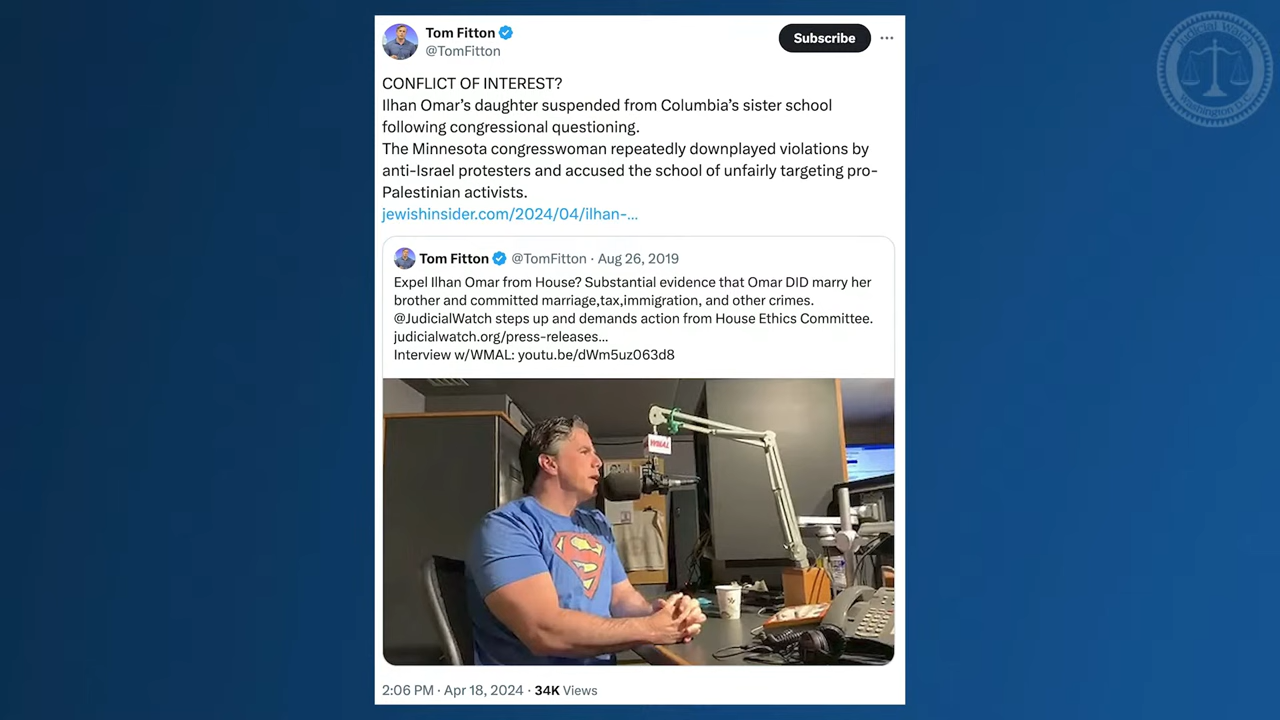 Tom Fitton
@TomFitton
Subscribe
CONFLICT OF INTEREST?
Ilhan Omar’s daughter suspended from Columbia’s sister school
following congressional questioning.
The Minnesota congresswoman repeatedly downplayed violations by
anti-Israel protesters and accused the school of unfairly targeting pro-
Palestinian activists.
jewishinsider.com/2024/04/ilhan-...
Tom Fitton @TomFitton · Aug 26, 2019
Expel Ilhan Omar from House? Substantial evidence that Omar DID marry her
brother and committed marriage,tax,immigration, and other crimes.
@JudicialWatch steps up and demands action from House Ethics Committee.
judicialwatch.org/press-releases...
Interview w/WMAL: youtu.be/dWm5uz063d8
WMAL
2:06 PM · Apr 18, 2024 · 34K Views
Judicial Watch
Washington D.C.